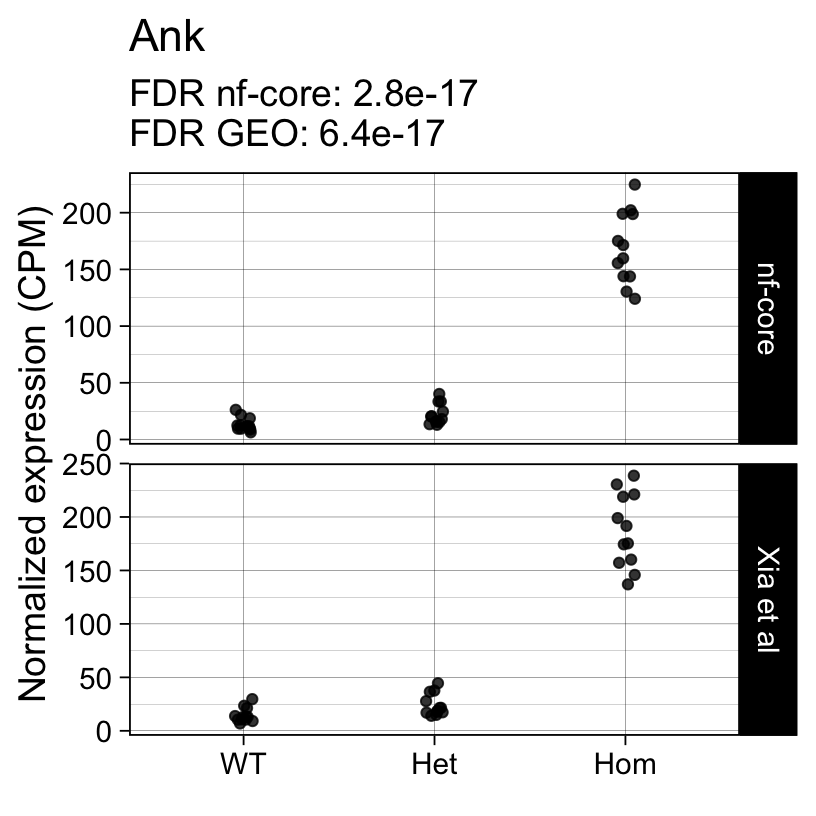 Ank
FDR nf-core: 2.8e-17
FDR GEO: 6.4e-17
Normalized expression (CPM)
200
150
100
50
0
nf-core
250
200
150
100
50
0
Xia et al
WT Het Hom